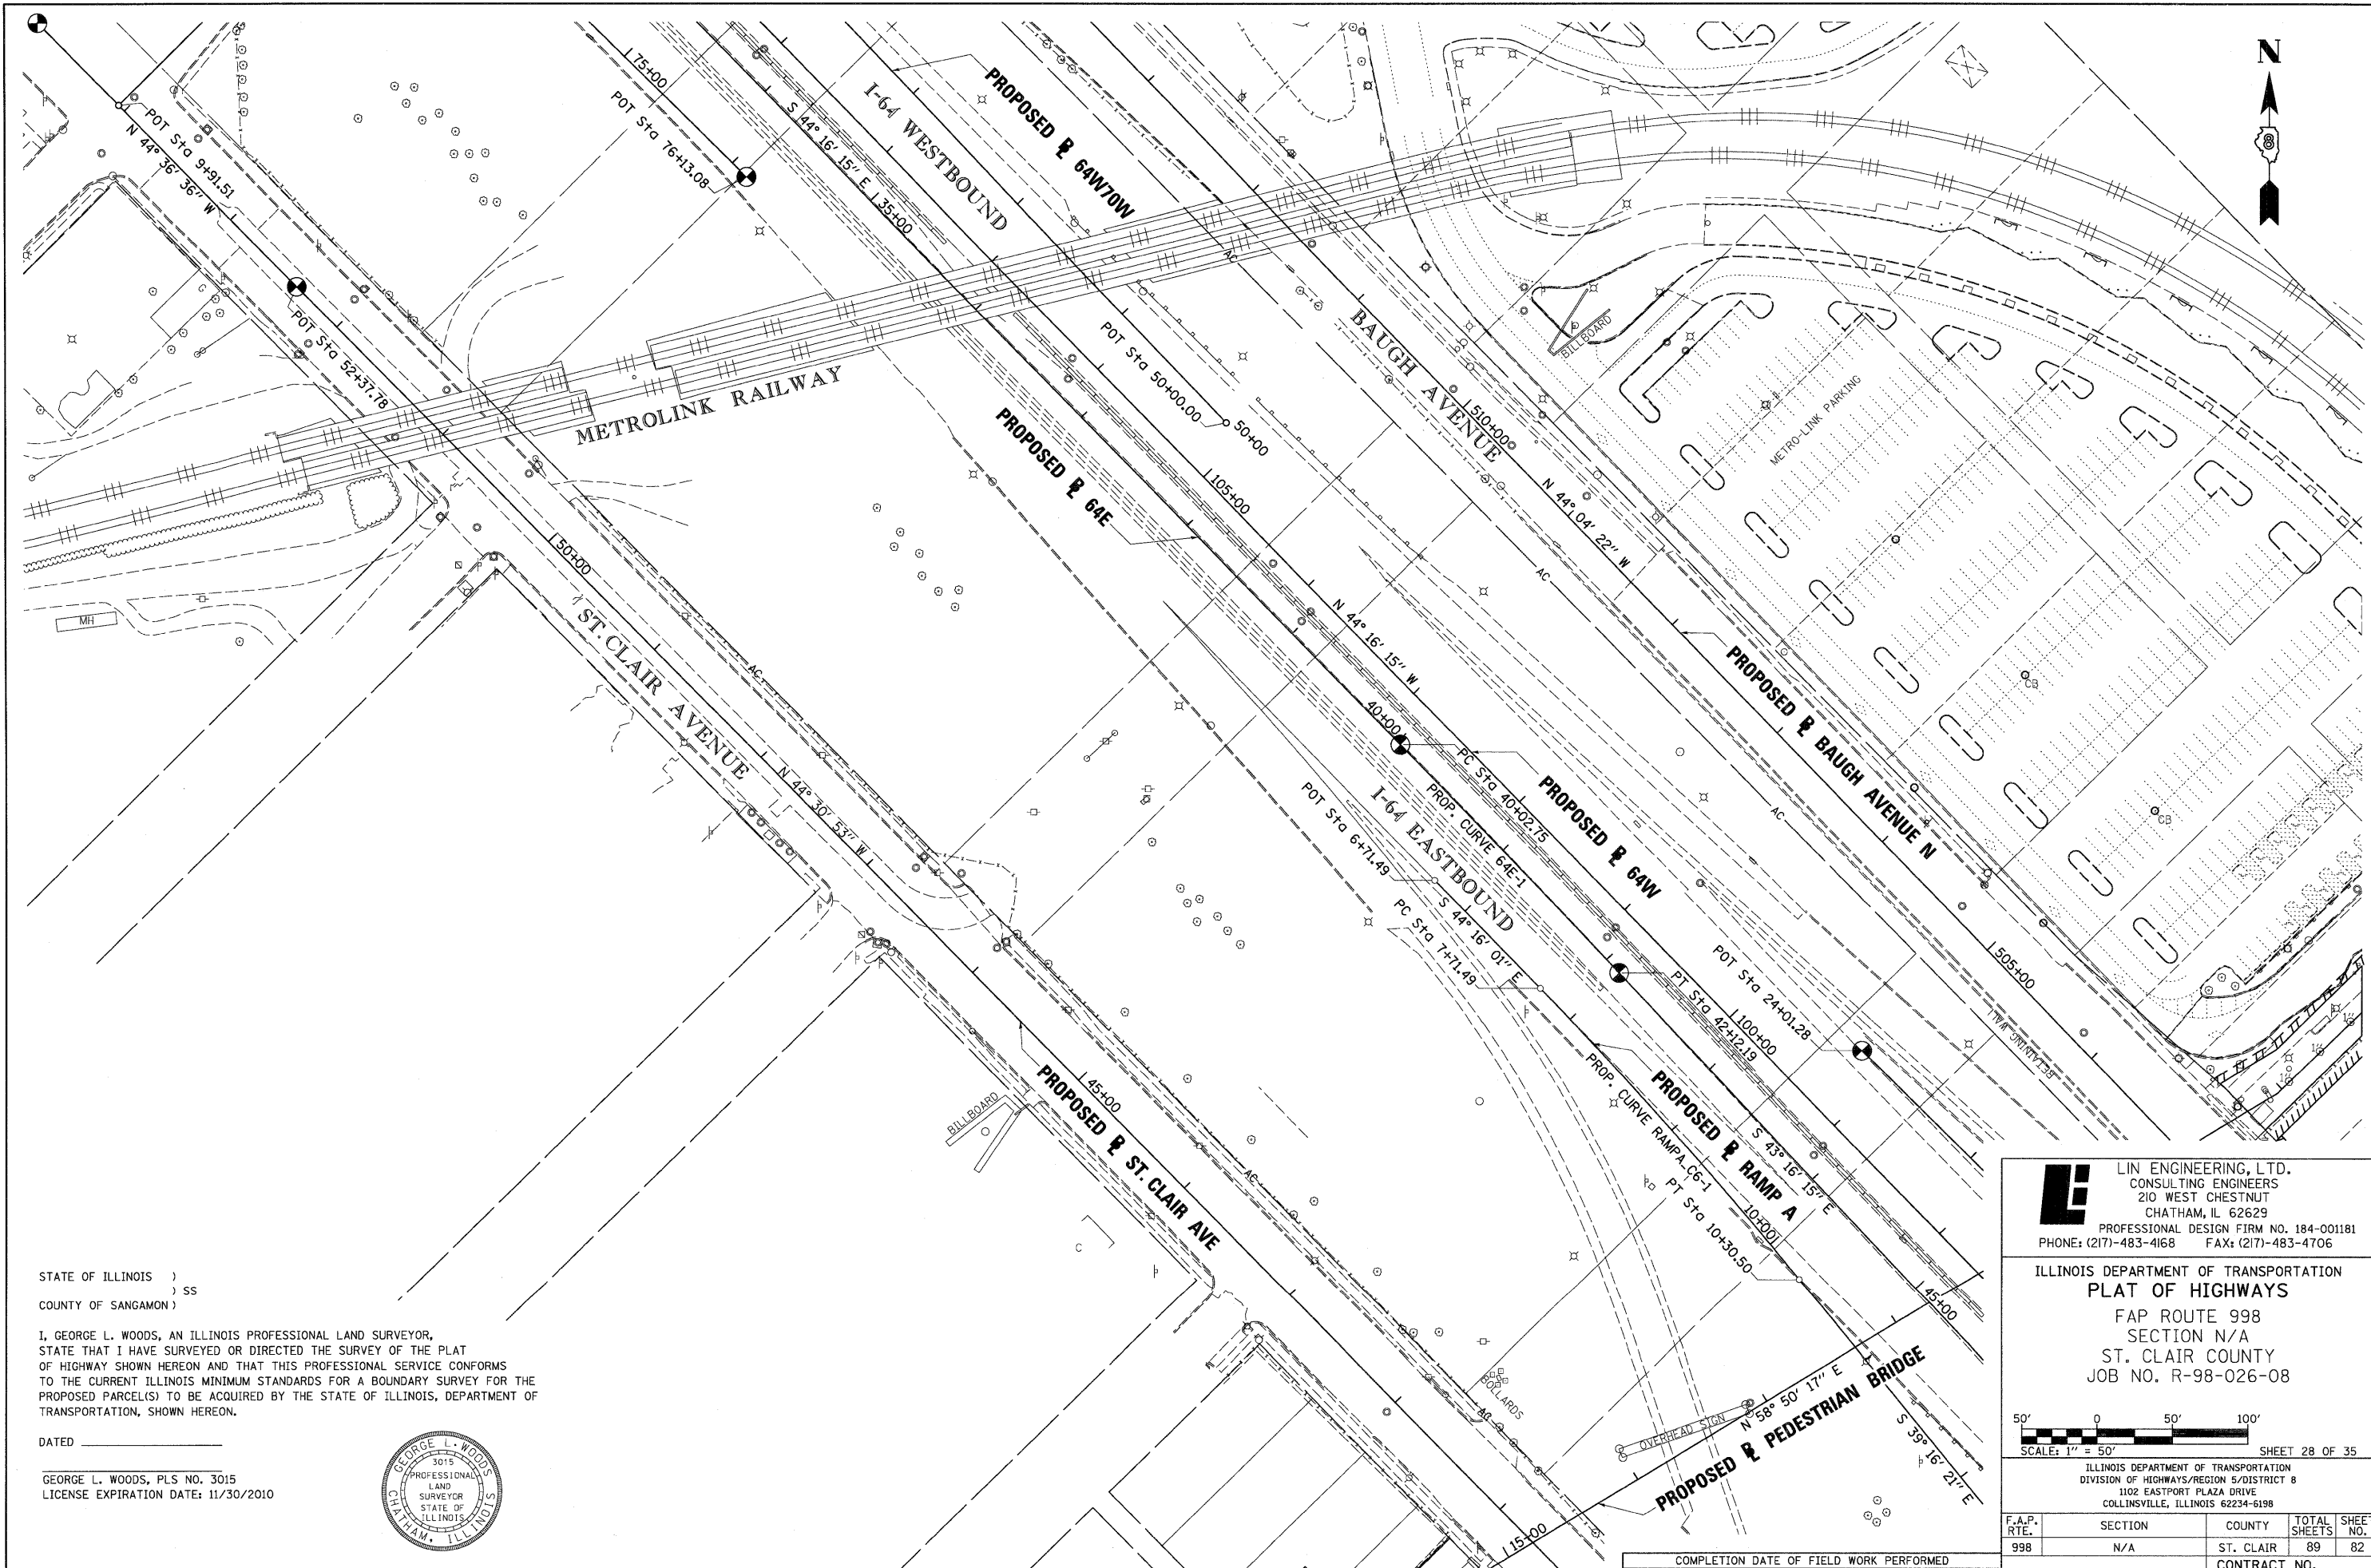 N
8
POT Sta 9+91.51
N 44° 36' 36" W
POT Sta 52+37.78
75+00
POT Sta 76+13.08
S 44° 16' 15" E
35+00
I-64 WESTBOUND
PROPOSED ℄ 64W70W
METROLINK RAILWAY
AC
POT Sta 50+00.00
50+00
BAUGH AVENUE
510+00
BILLBOARD
METRO-LINK PARKING
PROPOSED ℄ 64E
105+00
N 44° 04' 22" W
AC
MH
50+00
ST. CLAIR AVENUE
AC
N 44° 30' 53" W
N 44° 16' 15" W
40+00
PC Sta 40+02.75
PROP. CURVE 64E-1
I-64 EASTBOUND
PROPOSED ℄ 64W
PROPOSED ℄ BAUGH AVENUE N
AC
CB
CB
POT Sta 6+71.49
S 44° 16' 01" E
PC Sta 7+71.49
POT Sta 24+01.28
PT Sta 42+12.19
100+00
505+00
RETAINING WALL
PROP. CURVE RAMPA_C6-1
PROPOSED ℄ RAMP A
S 43° 16' 15" E
PT Sta 10+30.50
10+00
45+00
BILLBOARD
45+00
PROPOSED ℄ ST. CLAIR AVE
AC
C
BOLLARDS
AC
OVERHEAD SIGN
N 58° 50' 17" E
PROPOSED ℄ PEDESTRIAN BRIDGE
S 39° 16' 21" E
15+00
STATE OF ILLINOIS )
) SS
COUNTY OF SANGAMON )
I, GEORGE L. WOODS, AN ILLINOIS PROFESSIONAL LAND SURVEYOR,
STATE THAT I HAVE SURVEYED OR DIRECTED THE SURVEY OF THE PLAT
OF HIGHWAY SHOWN HEREON AND THAT THIS PROFESSIONAL SERVICE CONFORMS
TO THE CURRENT ILLINOIS MINIMUM STANDARDS FOR A BOUNDARY SURVEY FOR THE
PROPOSED PARCEL(S) TO BE ACQUIRED BY THE STATE OF ILLINOIS, DEPARTMENT OF
TRANSPORTATION, SHOWN HEREON.
DATED
GEORGE L. WOODS, PLS NO. 3015
LICENSE EXPIRATION DATE: 11/30/2010
GEORGE L. WOODS
3015
PROFESSIONAL
LAND
SURVEYOR
STATE OF
ILLINOIS
CHATHAM, ILLINOIS
LIN ENGINEERING, LTD.
CONSULTING ENGINEERS
210 WEST CHESTNUT
CHATHAM, IL 62629
PROFESSIONAL DESIGN FIRM NO. 184-001181
PHONE: (217)-483-4168 FAX: (217)-483-4706
ILLINOIS DEPARTMENT OF TRANSPORTATION
PLAT OF HIGHWAYS
FAP ROUTE 998
SECTION N/A
ST. CLAIR COUNTY
JOB NO. R-98-026-08
50' 0 50' 100'
SCALE: 1" = 50' SHEET 28 OF 35
ILLINOIS DEPARTMENT OF TRANSPORTATION
DIVISION OF HIGHWAYS/REGION 5/DISTRICT 8
1102 EASTPORT PLAZA DRIVE
COLLINSVILLE, ILLINOIS 62234-6198
F.A.P. RTE. SECTION COUNTY TOTAL SHEETS SHEET NO.
998 N/A ST. CLAIR 89 82
CONTRACT NO.
COMPLETION DATE OF FIELD WORK PERFORMED